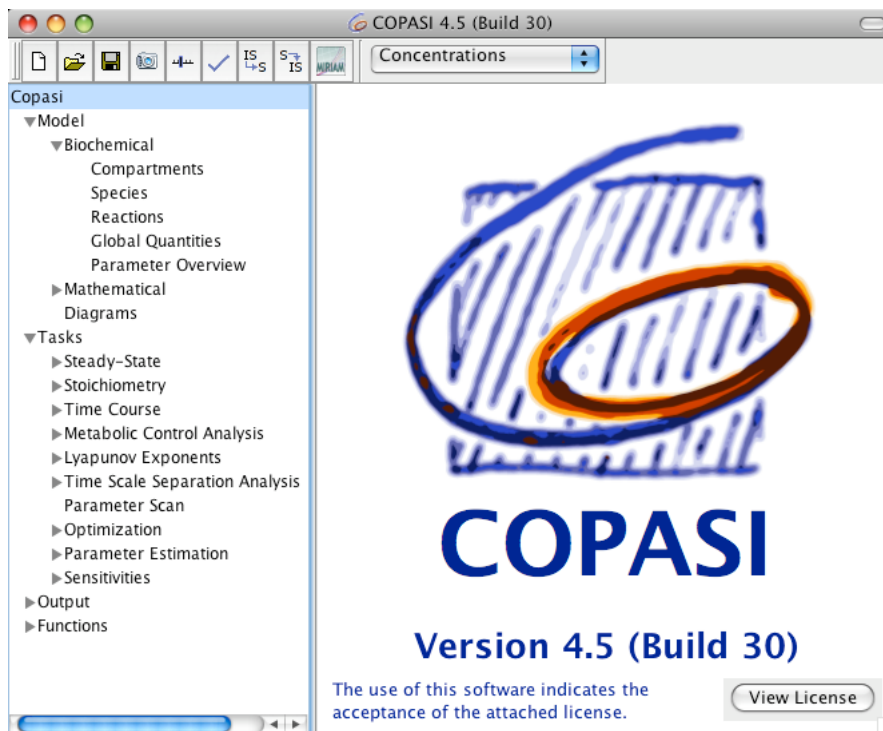 COPASI 4.5 (Build 30)
IS
S
S
IS
MIRIAM
Concentrations
Copasi
Model
Biochemical
Compartments
Species
Reactions
Global Quantities
Parameter Overview
Mathematical
Diagrams
Tasks
Steady-State
Stoichiometry
Time Course
Metabolic Control Analysis
Lyapunov Exponents
Time Scale Separation Analysis
Parameter Scan
Optimization
Parameter Estimation
Sensitivities
Output
Functions
COPASI
Version 4.5 (Build 30)
The use of this software indicates the
acceptance of the attached license.
View License